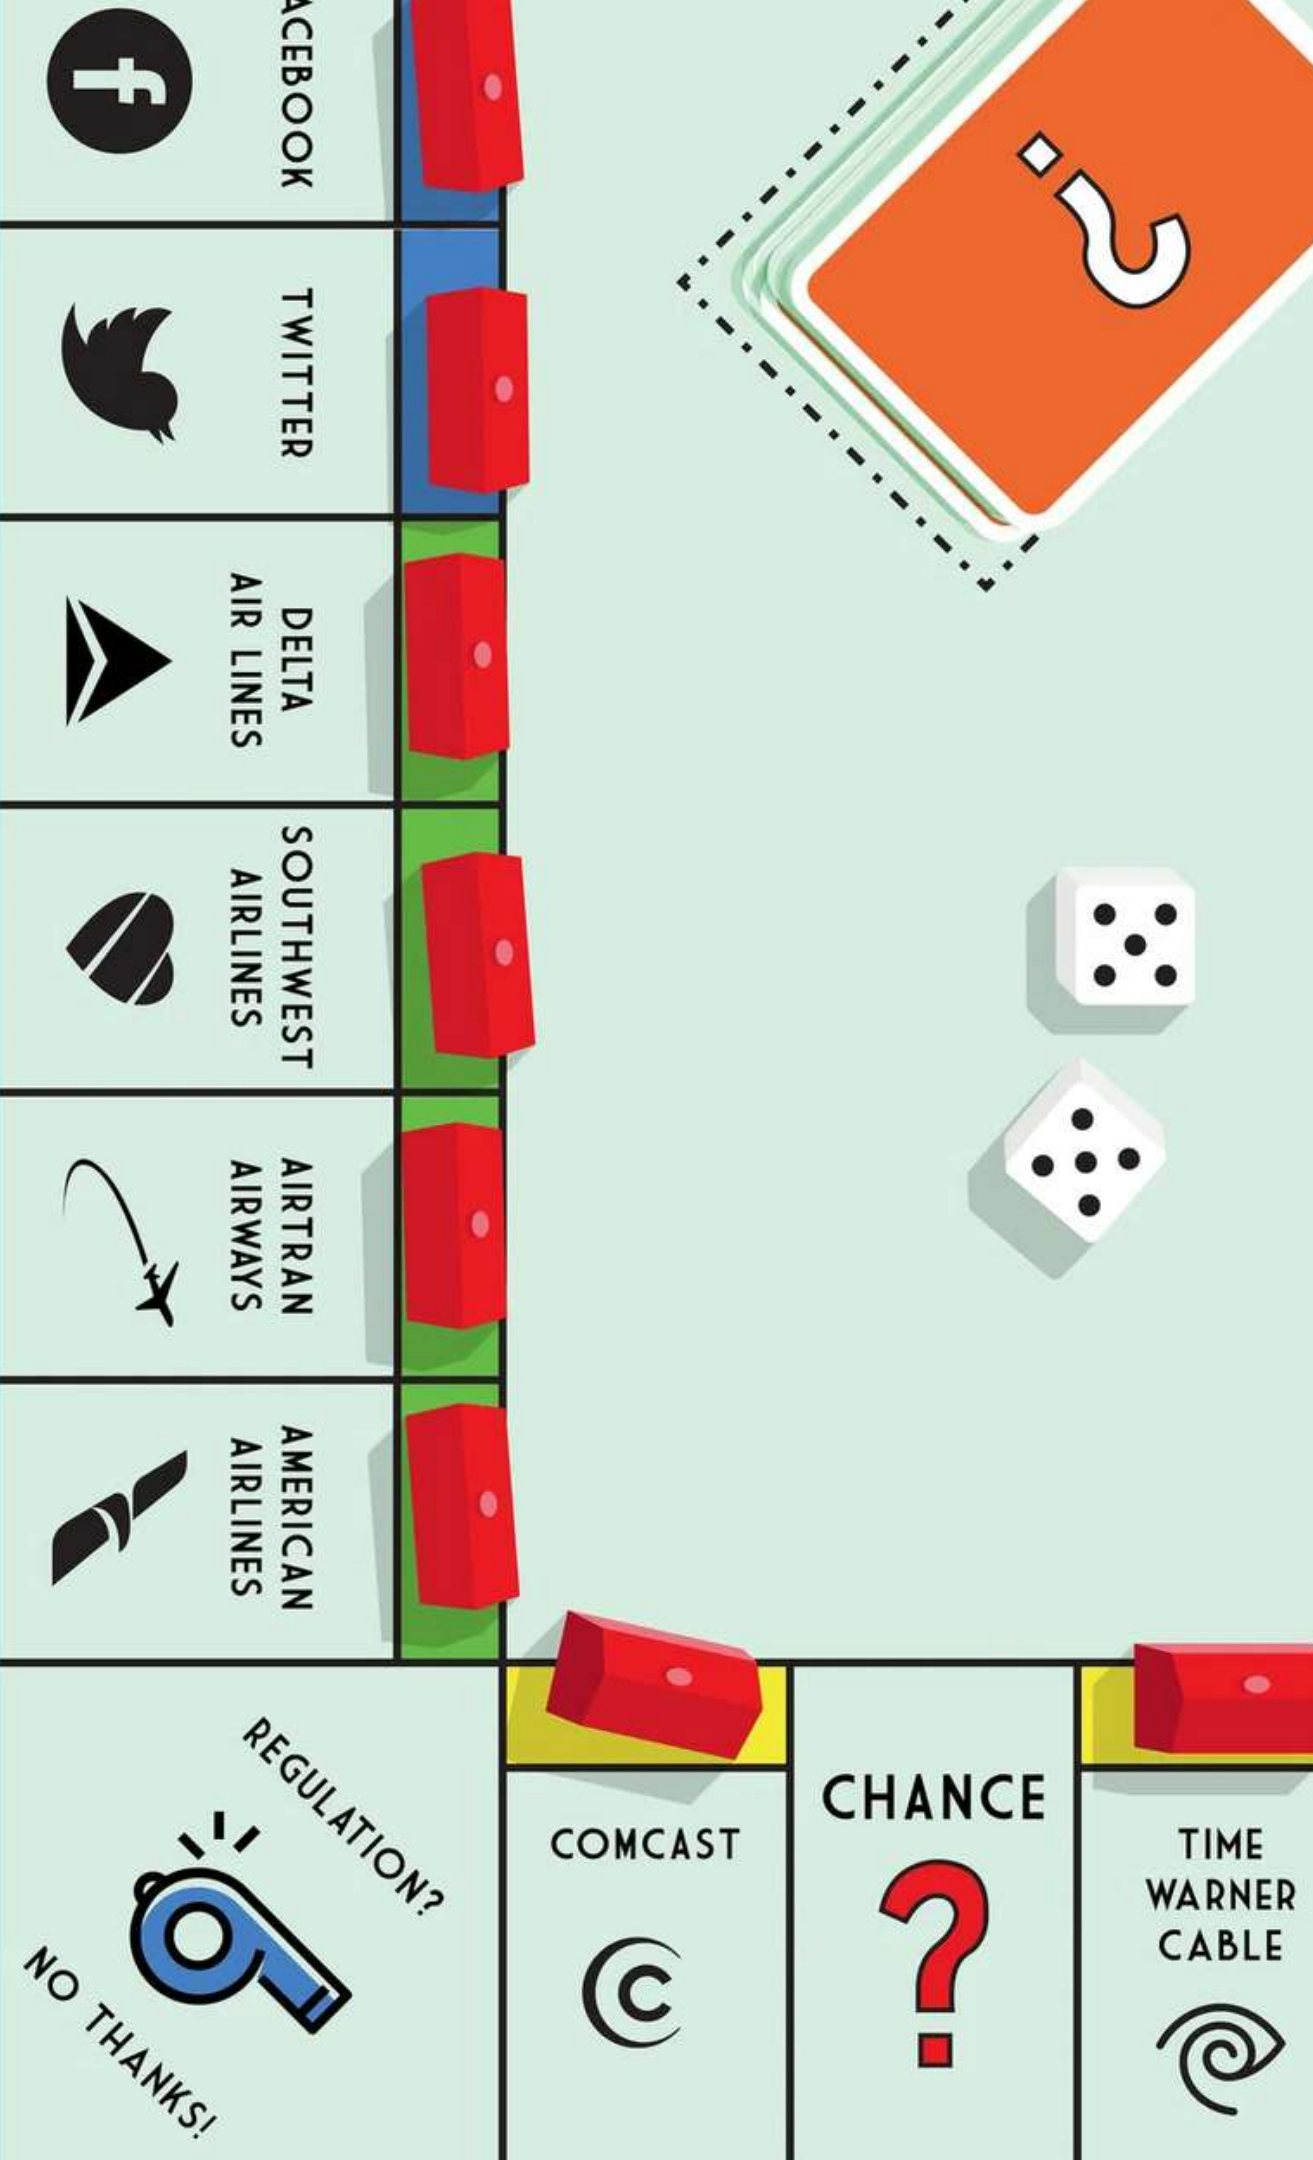 ACEBOOK
f
TWITTER
DELTA
AIR LINES
SOUTHWEST
AIRLINES
AIRTRAN
AIRWAYS
AMERICAN
AIRLINES
REGULATION?
NO THANKS!
COMCAST
C
CHANCE
?
TIME
WARNER
CABLE
?